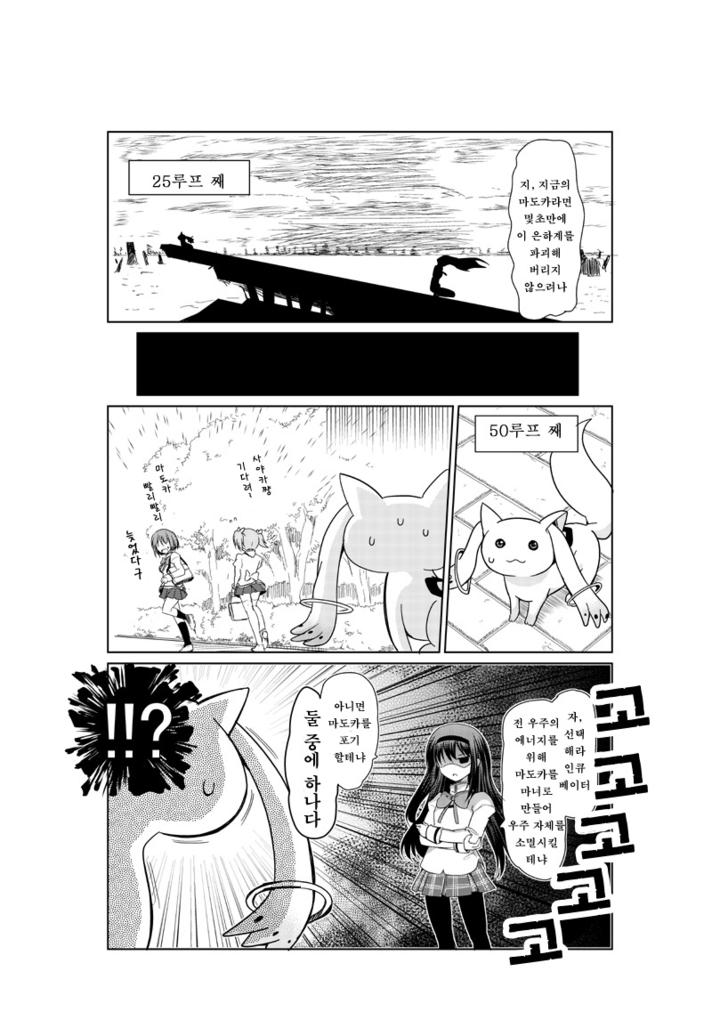 25루프 째
지, 지금의
마도카라면
몇초만에
이 은하계를
파괴해
버리지
않으려나
50루프 째
사야카쨩
기다려,
마도카
빨리빨리
늦었다구
자,
선택
해라
인큐
베이터
전 우주의
에너지를
위해
마도카를
마녀로
만들어
우주 자체를
소멸시킬
테냐
아니면
마도카를
포기
할테냐
둘 중에 하나다
!!?
고
고
고
고
고